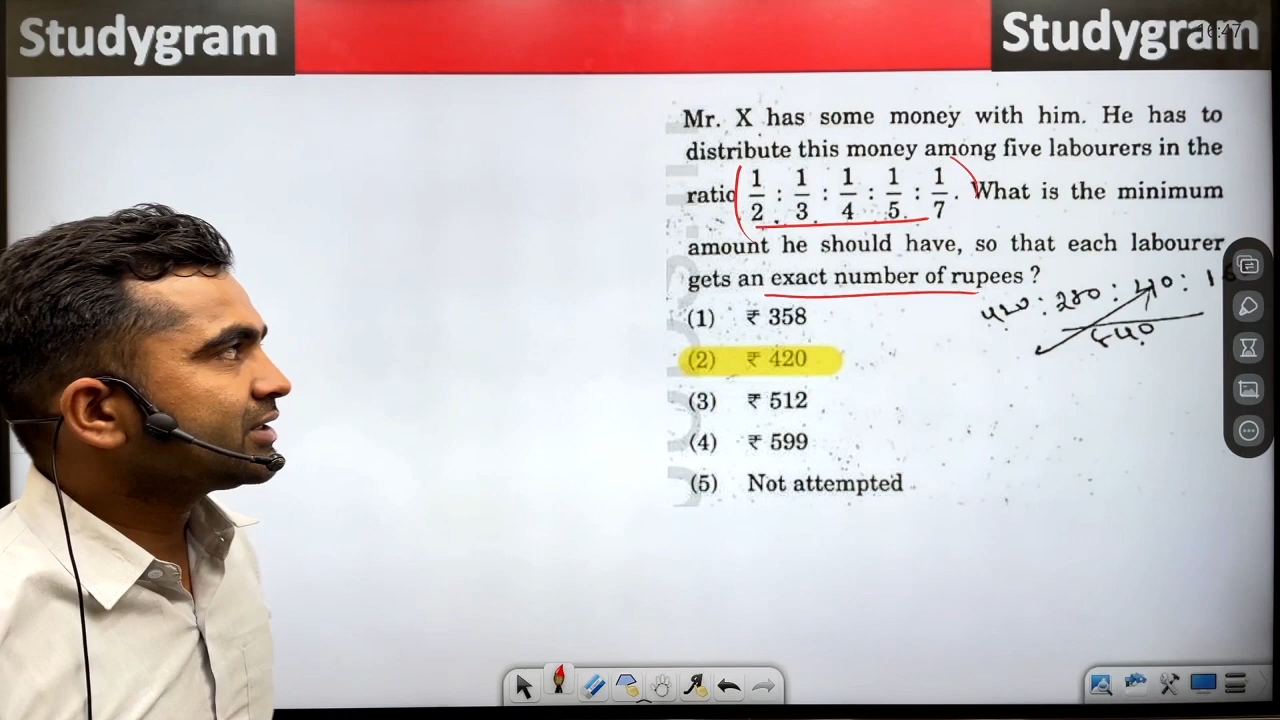 Studygram
Studygram
16:47
Mr. X has some money with him. He has to
distribute this money among five labourers in the
ratio 1/2 : 1/3 : 1/4 : 1/5 : 1/7 . What is the minimum
amount he should have, so that each labourer
gets an exact number of rupees ?
420 : 280 :
840
(1) ₹ 358
(2) ₹ 420
(3) ₹ 512
(4) ₹ 599
(5) Not attempted